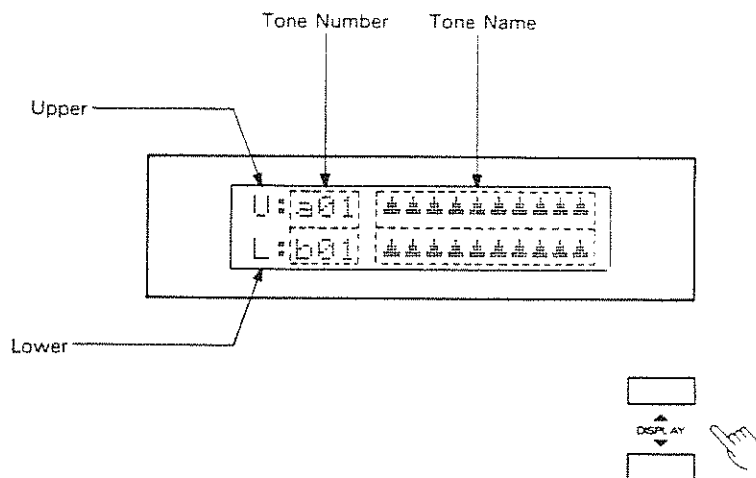 Tone Number Tone Name
Upper
U:a01
L:b01
Lower
DISPLAY